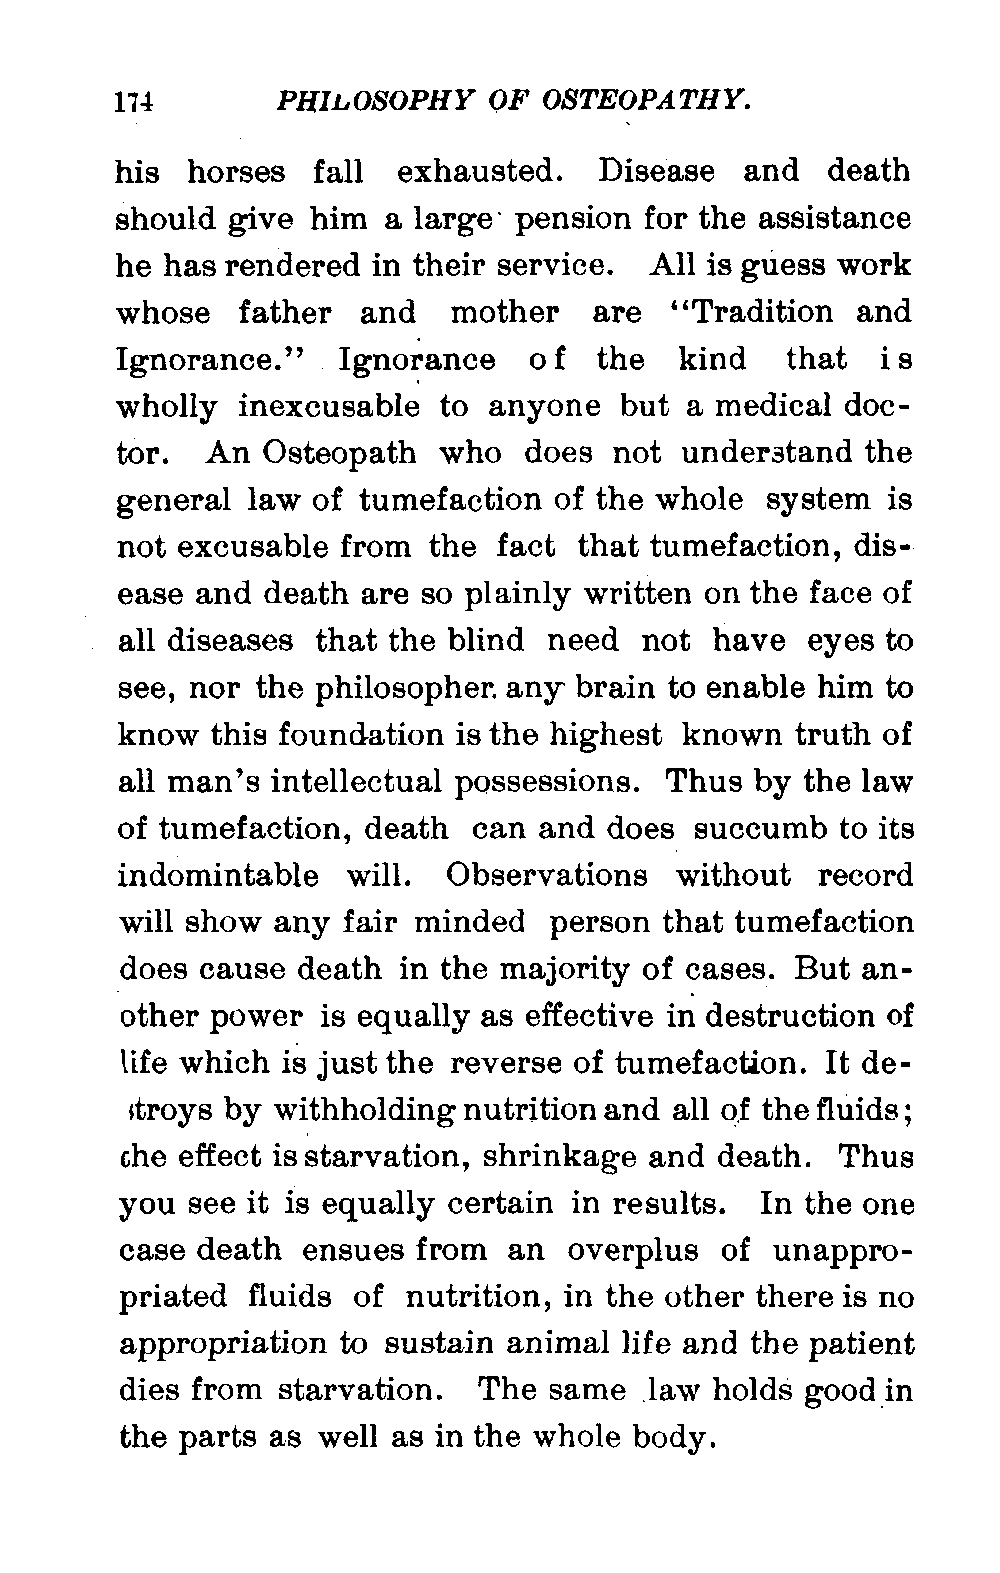 174 PHILOSOPHY OF OSTEOPATHY.
his horses fall exhausted. Disease and death
should give him a large pension for the assistance
he has rendered in their service. All is guess work
whose father and mother are “Tradition and
Ignorance.” Ignorance of the kind that is
wholly inexcusable to anyone but a medical doc-
tor. An Osteopath who does not understand the
general law of tumefaction of the whole system is
not excusable from the fact that tumefaction, dis-
ease and death are so plainly written on the face of
all diseases that the blind need not have eyes to
see, nor the philosopher any brain to enable him to
know this foundation is the highest known truth of
all man’s intellectual possessions. Thus by the law
of tumefaction, death can and does succumb to its
indomintable will. Observations without record
will show any fair minded person that tumefaction
does cause death in the majority of cases. But an-
other power is equally as effective in destruction of
life which is just the reverse of tumefaction. It de-
stroys by withholding nutrition and all of the fluids;
the effect is starvation, shrinkage and death. Thus
you see it is equally certain in results. In the one
case death ensues from an overplus of unappro-
priated fluids of nutrition, in the other there is no
appropriation to sustain animal life and the patient
dies from starvation. The same law holds good in
the parts as well as in the whole body.